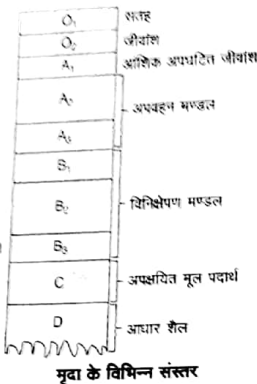 O₁ सतह
O₂ जीवांश
A₁ आंशिक अपघटित जीवांश
A₂
अपवहन मण्डल
A₃
B₁
B₂ विनिक्षेपण मण्डल
B₃
C अपक्षयित मूल पदार्थ
D आधार शैल
मृदा के विभिन्न संस्तर